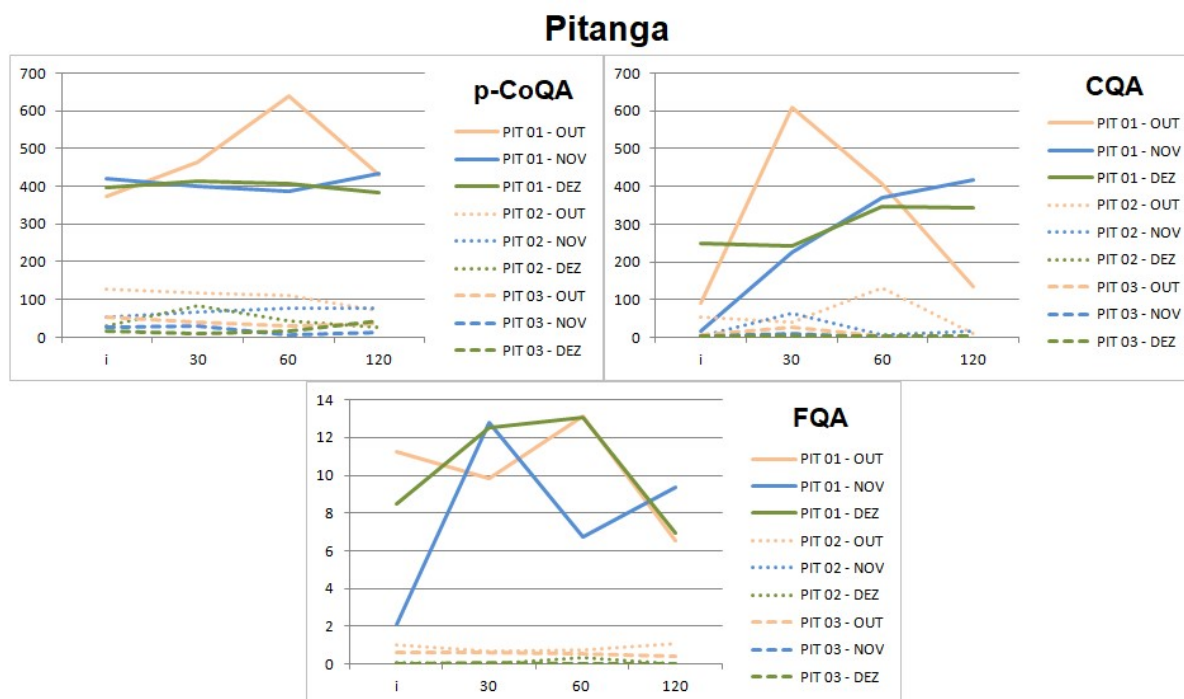 Pitanga
p-CoQA
700
600
500
400
300
200
100
0
i 30 60 120
PIT 01 - OUT
PIT 01 - NOV
PIT 01 - DEZ
PIT 02 - OUT
PIT 02 - NOV
PIT 02 - DEZ
PIT 03 - OUT
PIT 03 - NOV
PIT 03 - DEZ
CQA
700
600
500
400
300
200
100
0
i 30 60 120
PIT 01 - OUT
PIT 01 - NOV
PIT 01 - DEZ
PIT 02 - OUT
PIT 02 - NOV
PIT 02 - DEZ
PIT 03 - OUT
PIT 03 - NOV
PIT 03 - DEZ
FQA
14
12
10
8
6
4
2
0
i 30 60 120
PIT 01 - OUT
PIT 01 - NOV
PIT 01 - DEZ
PIT 02 - OUT
PIT 02 - NOV
PIT 02 - DEZ
PIT 03 - OUT
PIT 03 - NOV
PIT 03 - DEZ